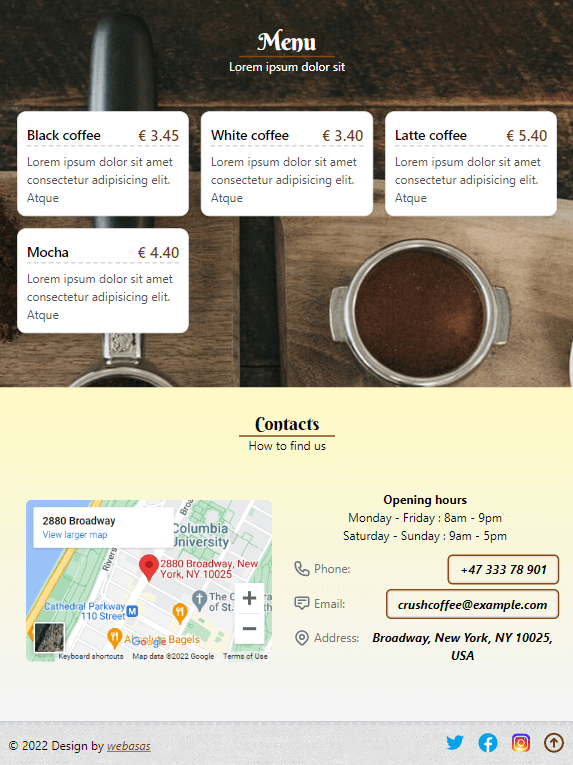 Menu
Lorem ipsum dolor sit
Black coffee € 3.45
Lorem ipsum dolor sit amet
consectetur adipisicing elit.
Atque
White coffee € 3.40
Lorem ipsum dolor sit amet
consectetur adipisicing elit.
Atque
Latte coffee € 5.40
Lorem ipsum dolor sit amet
consectetur adipisicing elit.
Atque
Mocha € 4.40
Lorem ipsum dolor sit amet
consectetur adipisicing elit.
Atque
Contacts
How to find us
2880 Broadway
View larger map
Columbia
University
2880 Broadway, New
York, NY 10025
Cathedral Parkway
110 Street
M
Absolute Bagels
Google
Keyboard shortcuts Map data ©2022 Google Terms of Use
Opening hours
Monday - Friday : 8am - 9pm
Saturday - Sunday : 9am - 5pm
Phone: +47 333 78 901
Email: crushcoffee@example.com
Address: Broadway, New York, NY 10025,
USA
© 2022 Design by webasas